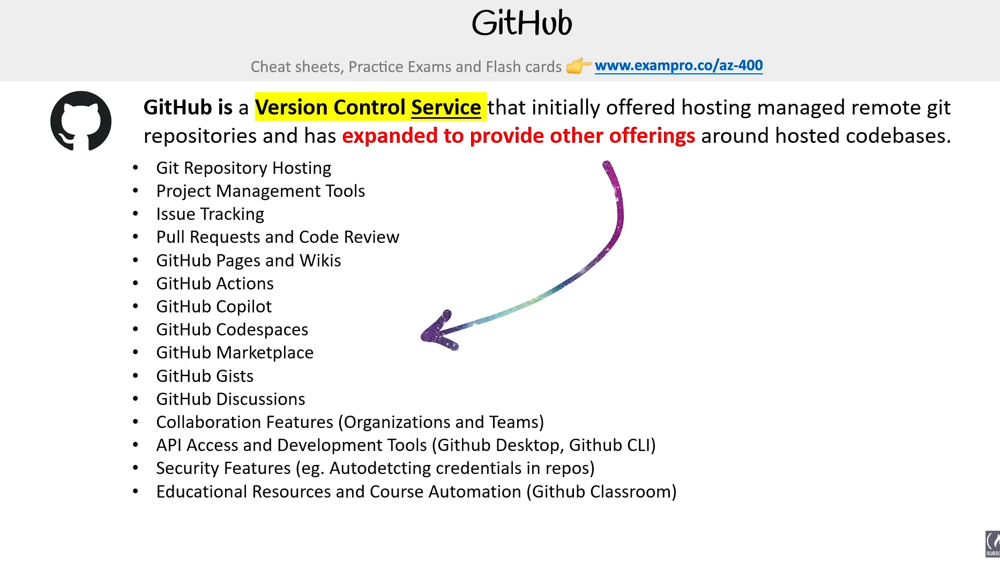 GitHub
Cheat sheets, Practice Exams and Flash cards 👉 www.exampro.co/az-400
GitHub is a Version Control Service that initially offered hosting managed remote git
repositories and has expanded to provide other offerings around hosted codebases.
• Git Repository Hosting
• Project Management Tools
• Issue Tracking
• Pull Requests and Code Review
• GitHub Pages and Wikis
• GitHub Actions
• GitHub Copilot
• GitHub Codespaces
• GitHub Marketplace
• GitHub Gists
• GitHub Discussions
• Collaboration Features (Organizations and Teams)
• API Access and Development Tools (Github Desktop, Github CLI)
• Security Features (eg. Autodetcting credentials in repos)
• Educational Resources and Course Automation (Github Classroom)